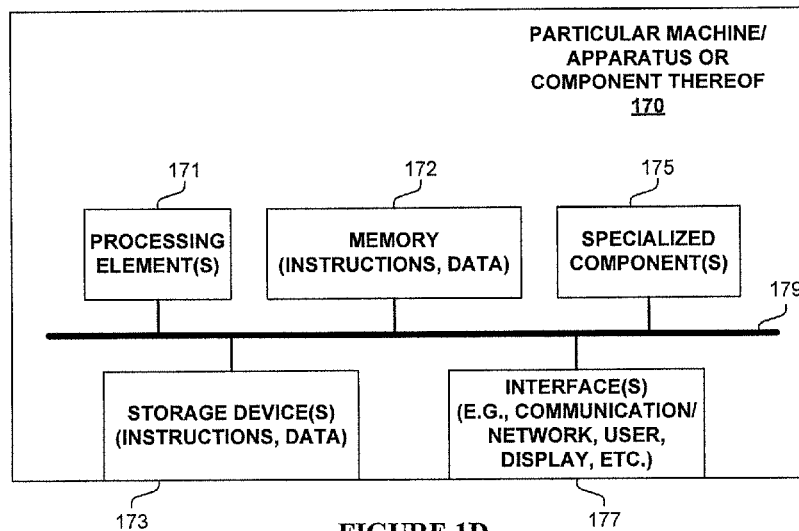 PARTICULAR MACHINE/
APPARATUS OR
COMPONENT THEREOF
170
171
172
175
PROCESSING
ELEMENT(S)
MEMORY
(INSTRUCTIONS, DATA)
SPECIALIZED
COMPONENT(S)
179
STORAGE DEVICE(S)
(INSTRUCTIONS, DATA)
INTERFACE(S)
(E.G., COMMUNICATION/
NETWORK, USER,
DISPLAY, ETC.)
173
FIGURE 1D
177